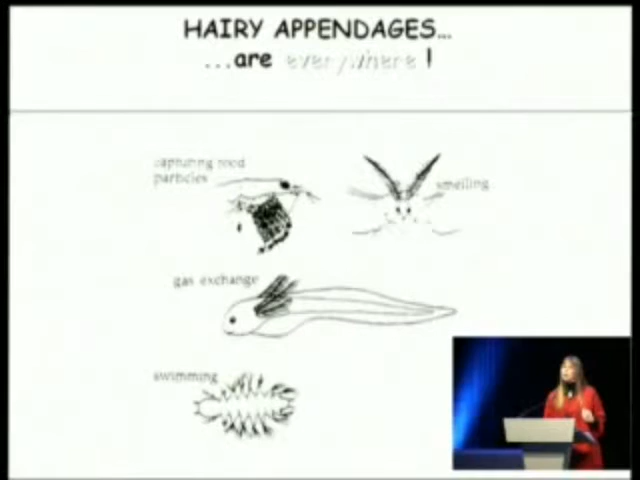 HAIRY APPENDAGES...
...are everywhere!
capturing food
particles
smelling
gas exchange
swimming